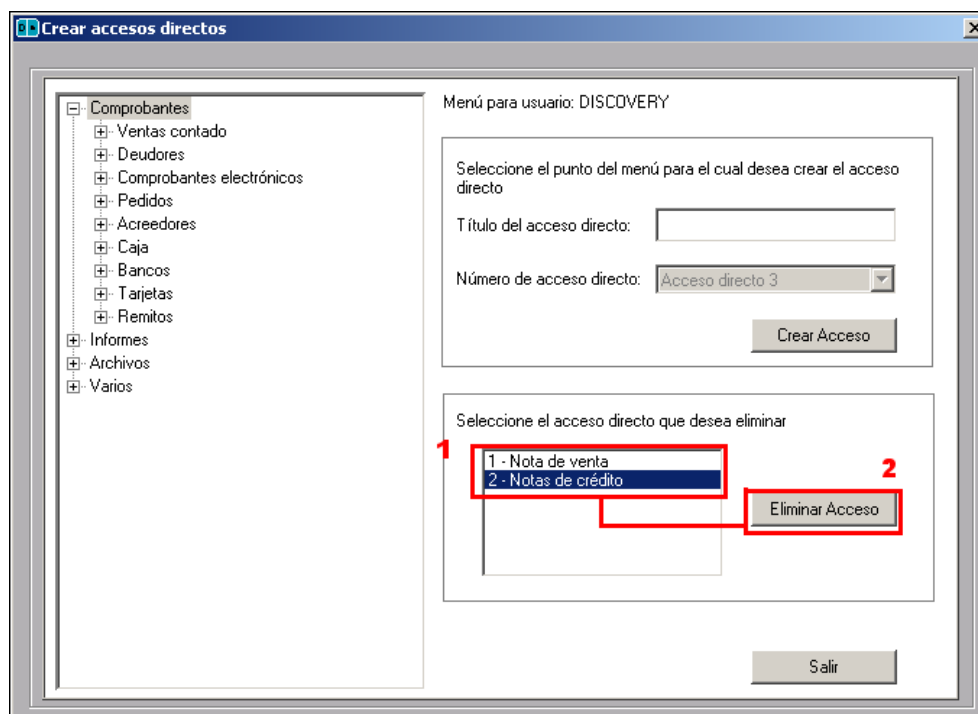 Crear accesos directos
Comprobantes
Ventas contado
Deudores
Comprobantes electrónicos
Pedidos
Acreedores
Caja
Bancos
Tarjetas
Remitos
Informes
Archivos
Varios
Menú para usuario: DISCOVERY
Seleccione el punto del menú para el cual desea crear el acceso
directo
Título del acceso directo:
Número de acceso directo: Acceso directo 3
Crear Acceso
Seleccione el acceso directo que desea eliminar
1
1 - Nota de venta
2 - Notas de crédito
2
Eliminar Acceso
Salir